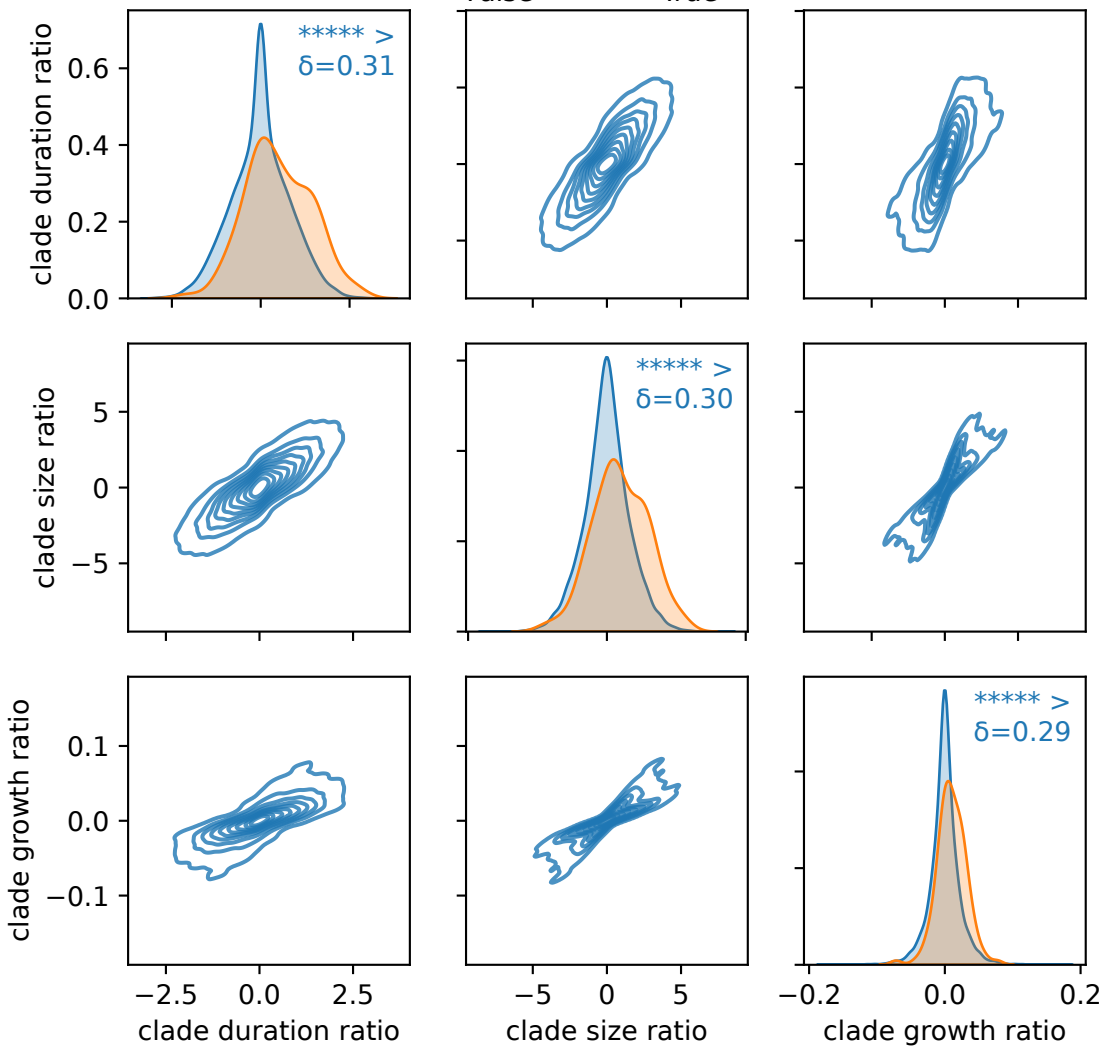 ***** >
δ=0.31
clade duration ratio
0.6
0.4
0.2
0.0
***** >
δ=0.30
clade size ratio
5
0
−5
***** >
δ=0.29
clade growth ratio
0.1
0.0
−0.1
−2.5 0.0 2.5
−5 0 5
−0.2 0.0 0.2
clade duration ratio
clade size ratio
clade growth ratio